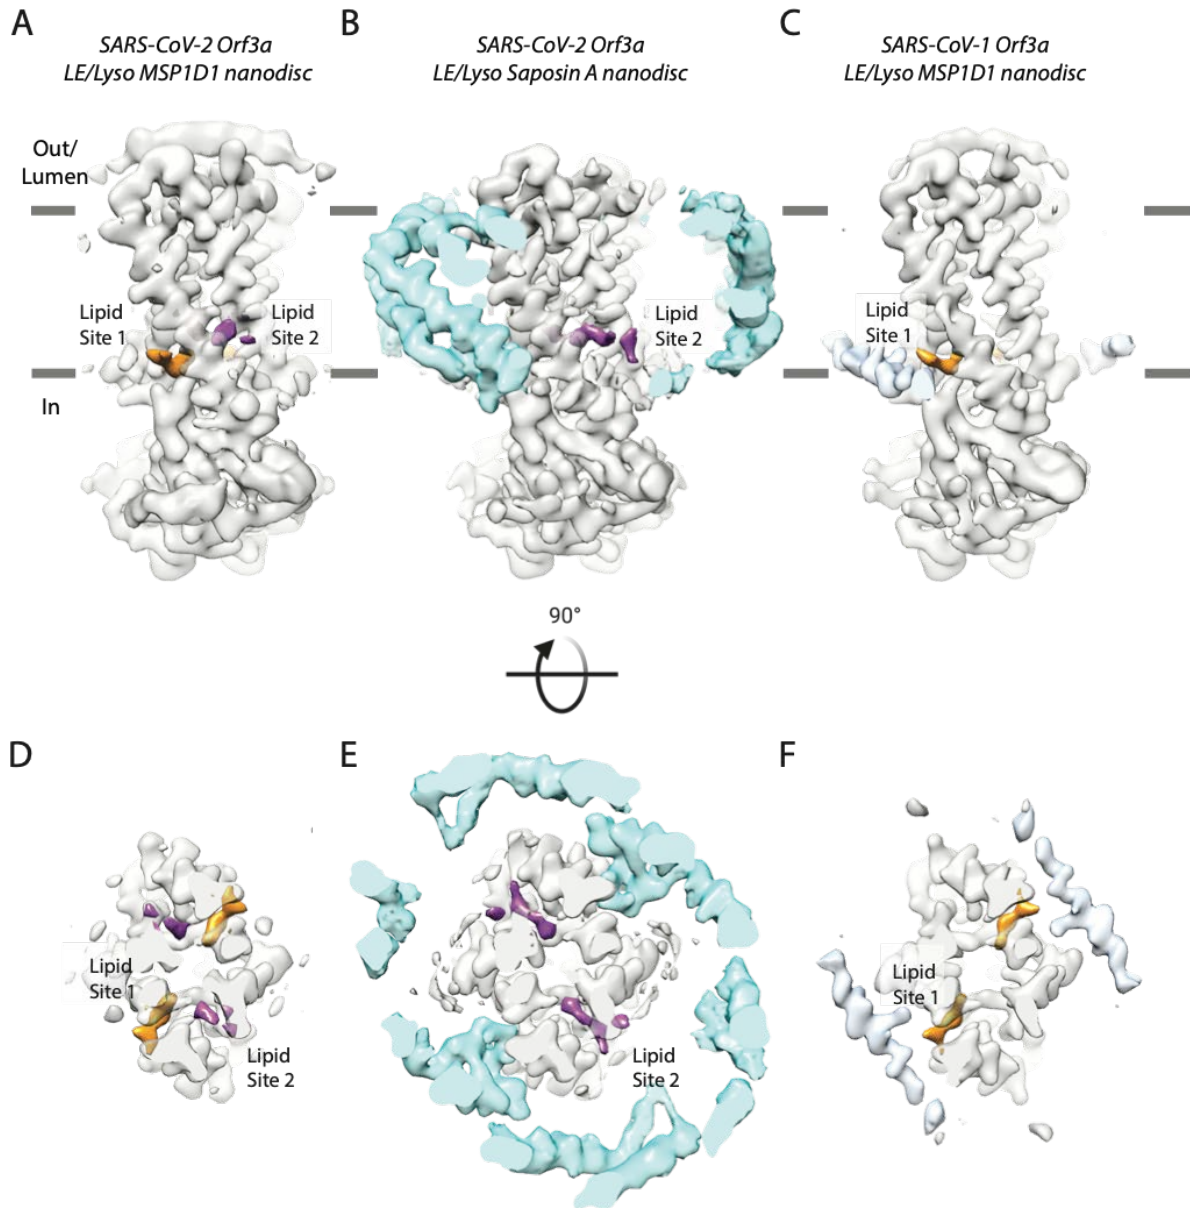 A
SARS-CoV-2 Orf3a
LE/Lyso MSP1D1 nanodisc
B
SARS-CoV-2 Orf3a
LE/Lyso Saposin A nanodisc
C
SARS-CoV-1 Orf3a
LE/Lyso MSP1D1 nanodisc
Out/
Lumen
In
Lipid
Site 1
Lipid
Site 2
Lipid
Site 2
Lipid
Site 1
90°
D
Lipid
Site 1
Lipid
Site 2
E
Lipid
Site 2
F
Lipid
Site 1